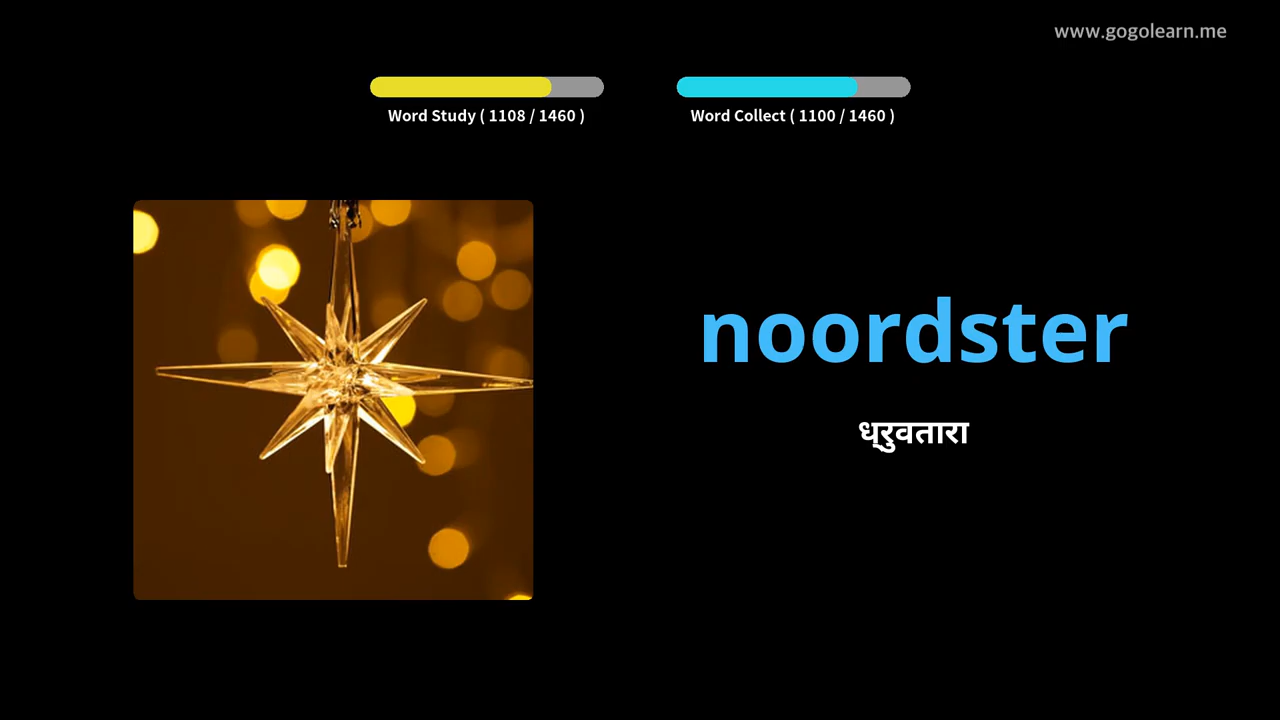 www.gogolearn.me
Word Study ( 1108 / 1460 )
Word Collect ( 1100 / 1460 )
noordster
ध्रुवतारा